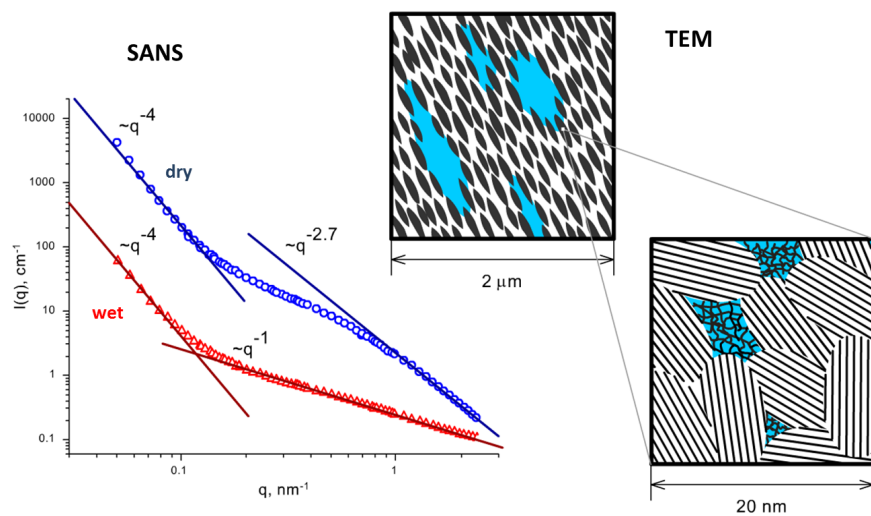 SANS
TEM
I(q), cm⁻¹
10000
1000
100
10
1
0.1
~q⁻⁴
dry
~q⁻⁴
wet
~q⁻¹
~q⁻²·⁷
0.1
1
q, nm⁻¹
2 μm
20 nm